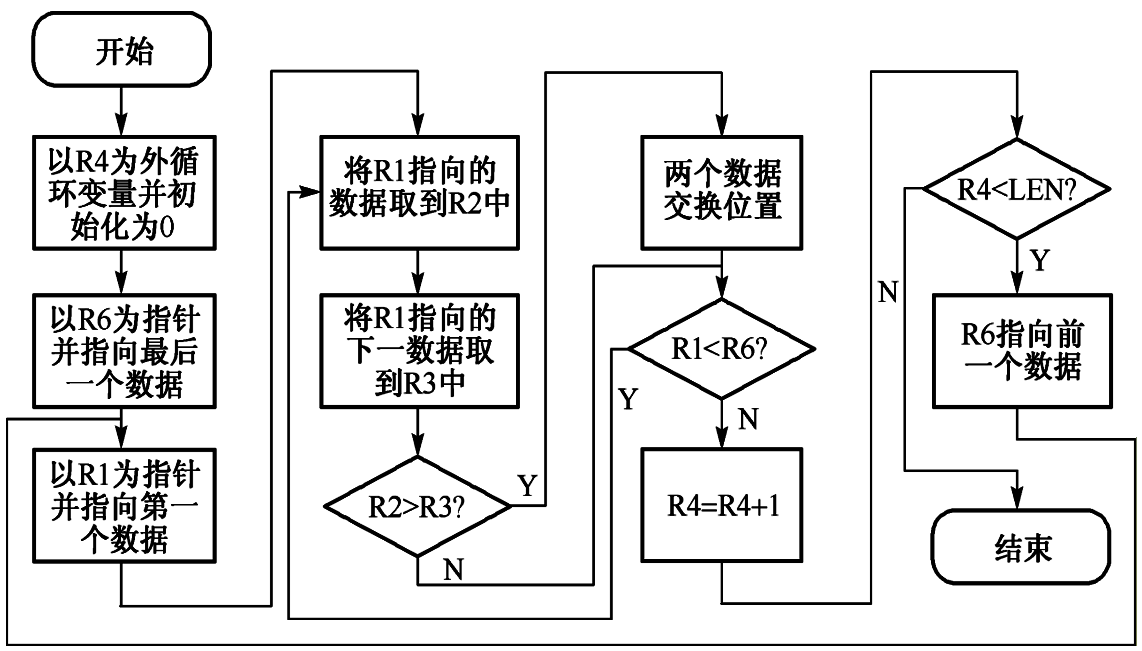 开始
以R4为外循
环变量并初
始化为0
以R6为指针
并指向最后
一个数据
以R1为指针
并指向第一
个数据
将R1指向的
数据取到R2中
将R1指向的
下一数据取
到R3中
R2>R3?
Y
N
两个数据
交换位置
R1<R6?
Y
N
R4=R4+1
R4<LEN?
N
Y
R6指向前
一个数据
结束